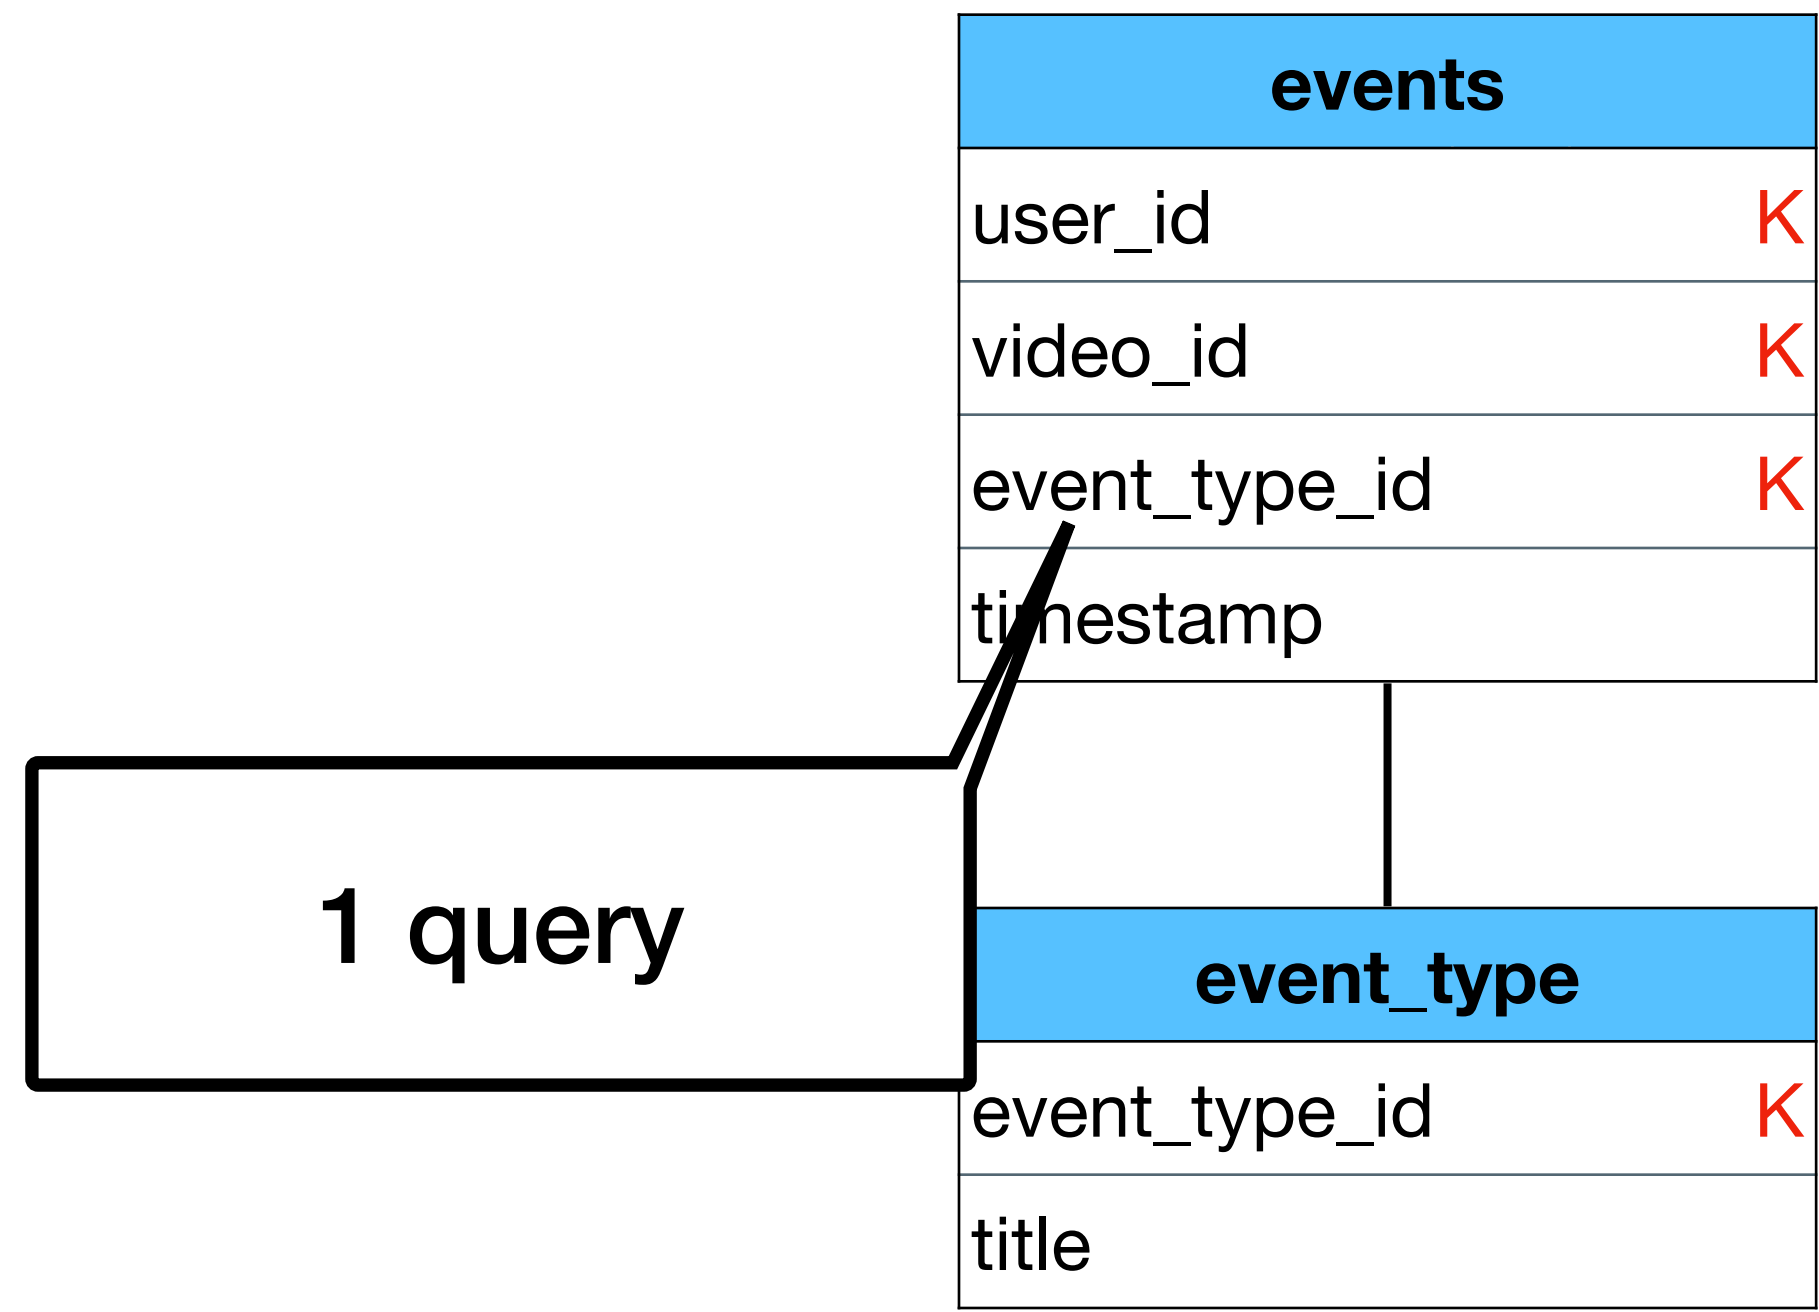 events
user_id K
video_id K
event_type_id K
timestamp
1 query
event_type
event_type_id K
title